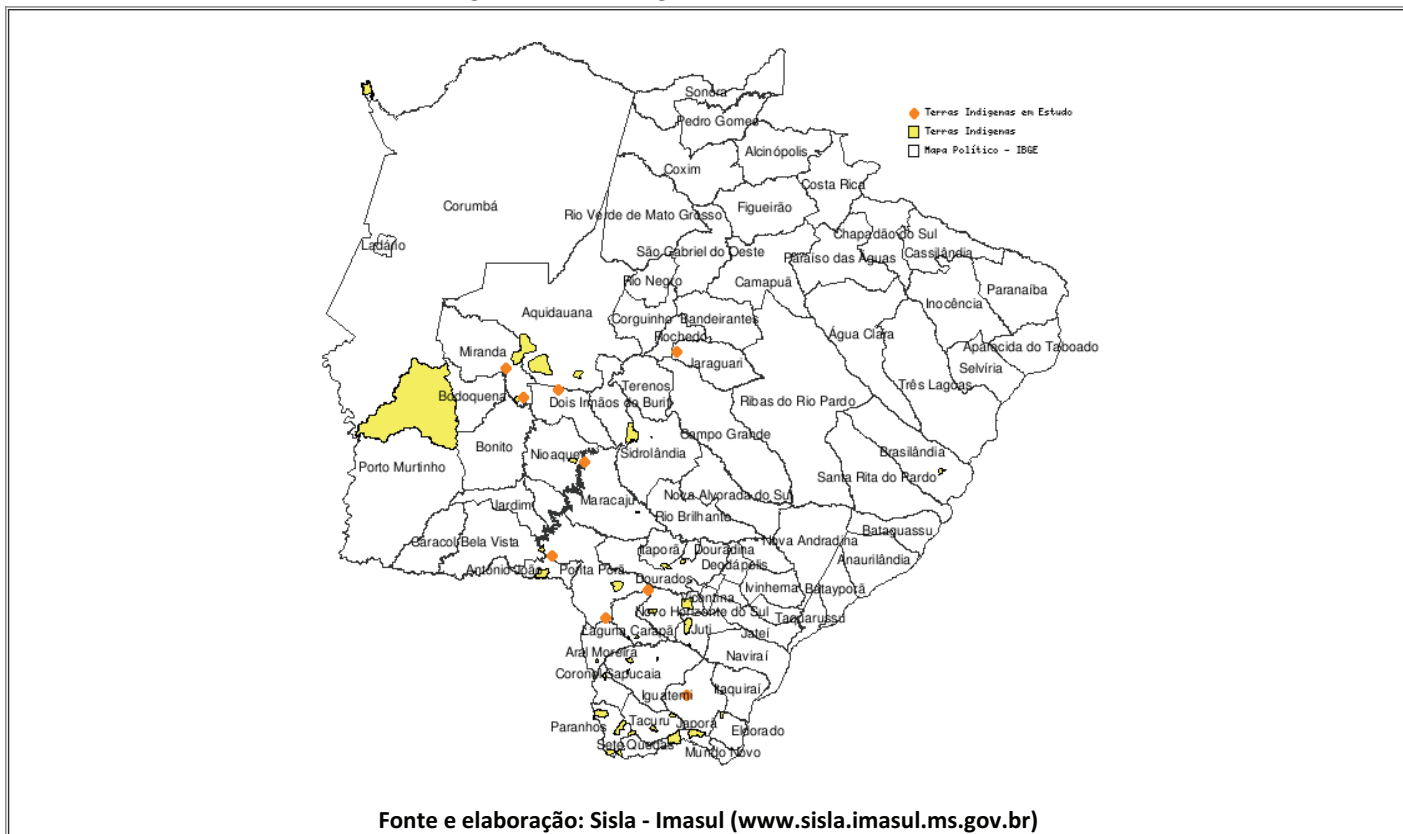 Sonora
Pedro Gomes
Alcinópolis
Coxim
Costa Rica
Corumbá
Rio Verde de Mato Grosso
Figueirão
Ladário
Chapadão do Sul
São Gabriel do Oeste
Paraíso das Águas
Cassilândia
Rio Negro
Camapuã
Paranaíba
Inocência
Aquidauana
Corguinho
Bandeirantes
Rochedo
Água Clara
Miranda
Jaraguari
Aparecida do Taboado
Selvíria
Terenos
Três Lagoas
Bodoquena
Dois Irmãos do Buriti
Ribas do Rio Pardo
Campo Grande
Bonito
Nioaque
Sidrolândia
Brasilândia
Porto Murtinho
Santa Rita do Pardo
Maracaju
Nova Alvorada do Sul
Jardim
Rio Brilhante
Bataguassu
Caracol
Bela Vista
Itaporã
Douradina
Nova Andradina
Anaurilândia
Deodápolis
Antônio João
Ponta Porã
Dourados
Ivinhema
Batayporã
Vicentina
Novo Horizonte do Sul
Taquarussu
Laguna Carapã
Juti
Jateí
Aral Moreira
Naviraí
Coronel Sapucaia
Iguatemi
Itaquiraí
Paranhos
Tacuru
Japorã
Eldorado
Sete Quedas
Mundo Novo
Terras Indígenas em Estudo
Terras Indígenas
Mapa Político - IBGE
Fonte e elaboração: Sisla - Imasul (www.sisla.imasul.ms.gov.br)